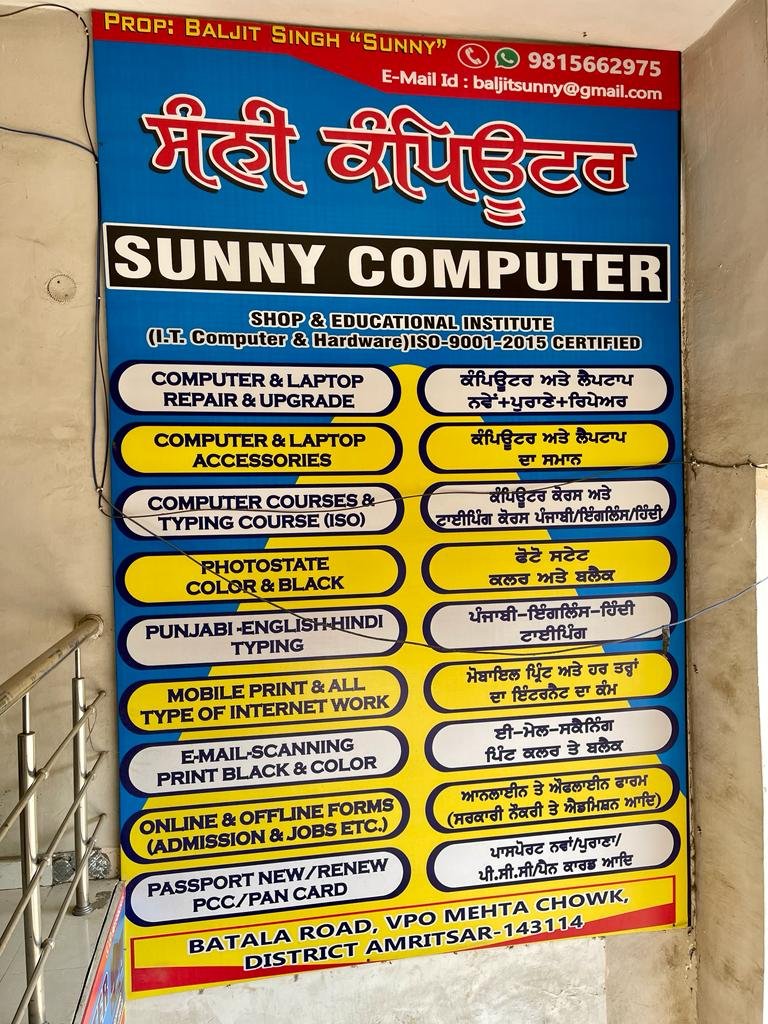 PROP: BALJIT SINGH "SUNNY"
9815662975
E-Mail Id : baljitsunny@gmail.com
ਸੰਨੀ ਕੰਪਿਊਟਰ
SUNNY COMPUTER
SHOP & EDUCATIONAL INSTITUTE
(I.T. Computer & Hardware)ISO-9001-2015 CERTIFIED
COMPUTER & LAPTOP
REPAIR & UPGRADE
ਕੰਪਿਊਟਰ ਅਤੇ ਲੈਪਟਾਪ
ਨਵੇਂ+ਪੁਰਾਣੇ+ਰਿਪੇਅਰ
COMPUTER & LAPTOP
ACCESSORIES
ਕੰਪਿਊਟਰ ਅਤੇ ਲੈਪਟਾਪ
ਦਾ ਸਮਾਨ
COMPUTER COURSES &
TYPING COURSE (ISO)
ਕੰਪਿਊਟਰ ਕੋਰਸ ਅਤੇ
ਟਾਈਪਿੰਗ ਕੋਰਸ ਪੰਜਾਬੀ/ਇੰਗਲਿੰਸ/ਹਿੰਦੀ
PHOTOSTATE
COLOR & BLACK
ਫੋਟੋ ਸਟੇਟ
ਕਲਰ ਅਤੇ ਬਲੈਕ
PUNJABI-ENGLISH-HINDI
TYPING
ਪੰਜਾਬੀ-ਇੰਗਲਿੰਸ-ਹਿੰਦੀ
ਟਾਈਪਿੰਗ
MOBILE PRINT & ALL
TYPE OF INTERNET WORK
ਮੋਬਾਇਲ ਪ੍ਰਿੰਟ ਅਤੇ ਹਰ ਤਰ੍ਹਾਂ
ਦਾ ਇੰਟਰਨੈਟ ਦਾ ਕੰਮ
E-MAIL-SCANNING
PRINT BLACK & COLOR
ਈ-ਮੇਲ-ਸਕੈਨਿੰਗ
ਪਿੰਟ ਕਲਰ ਤੇ ਬਲੈਕ
ONLINE & OFFLINE FORMS
(ADMISSION & JOBS ETC.)
ਆਨਲਾਈਨ ਤੇ ਔਫਲਾਈਨ ਫਾਰਮ
(ਸਰਕਾਰੀ ਨੌਕਰੀ ਤੇ ਐਡਮਿਸ਼ਨ ਆਦਿ)
PASSPORT NEW/RENEW
PCC/PAN CARD
ਪਾਸਪੋਰਟ ਨਵਾਂ/ਪੁਰਾਣਾ/
ਪੀ.ਸੀ.ਸੀ/ਪੈਨ ਕਾਰਡ ਆਦਿ
BATALA ROAD, VPO MEHTA CHOWK,
DISTRICT AMRITSAR-143114